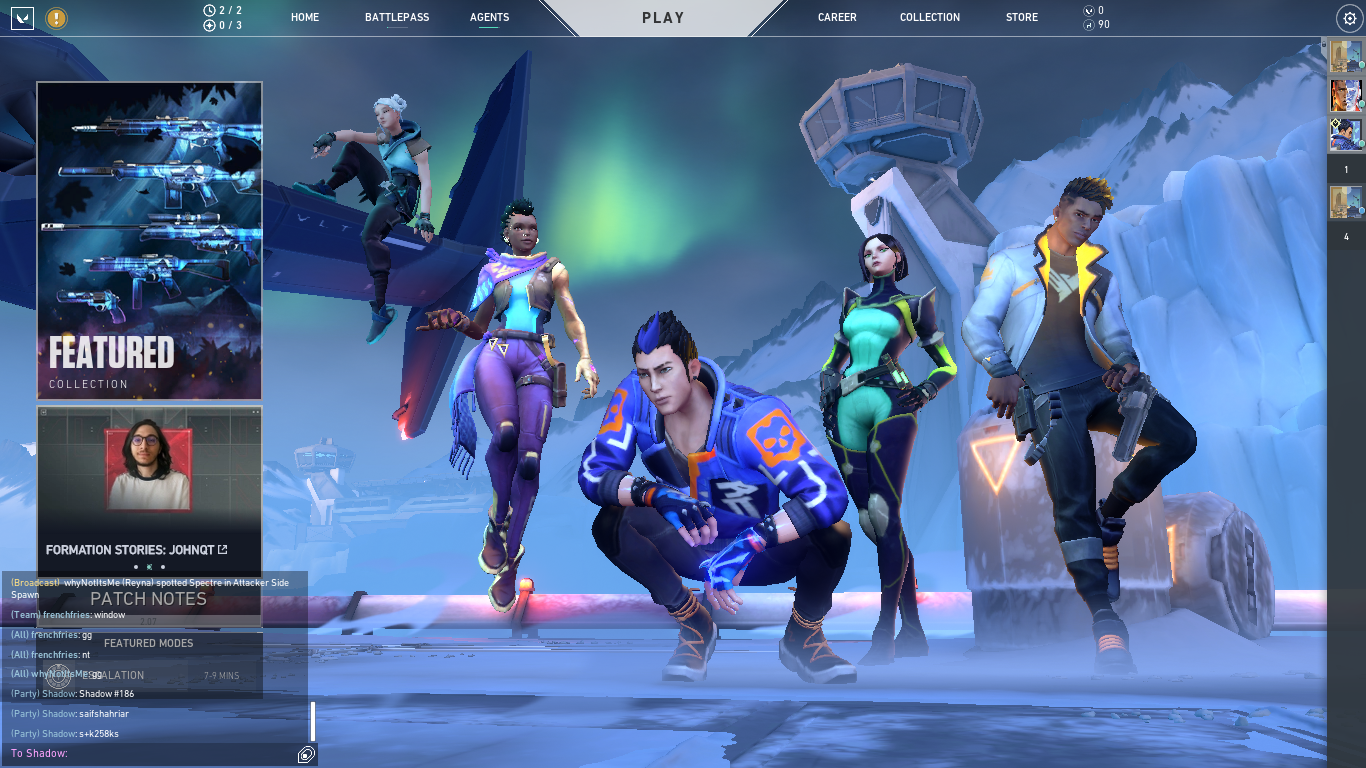 2 / 2
0 / 3
HOME
BATTLEPASS
AGENTS
PLAY
CAREER
COLLECTION
STORE
0
90
1
4
VLT
FEATURED
COLLECTION
FORMATION STORIES: JOHNQT
(Broadcast) whyNotItsMe (Reyna) spotted Spectre in Attacker Side
Spawn
PATCH NOTES
(Team) frenchfries: window
2.07
(All) frenchfries: gg
FEATURED MODES
(All) frenchfries: nt
(All) whyNotItsMe: gg
ESCALATION
7-9 MINS
(Party) Shadow: Shadow #186
(Party) Shadow: saifshahriar
(Party) Shadow: s+k258ks
To Shadow: